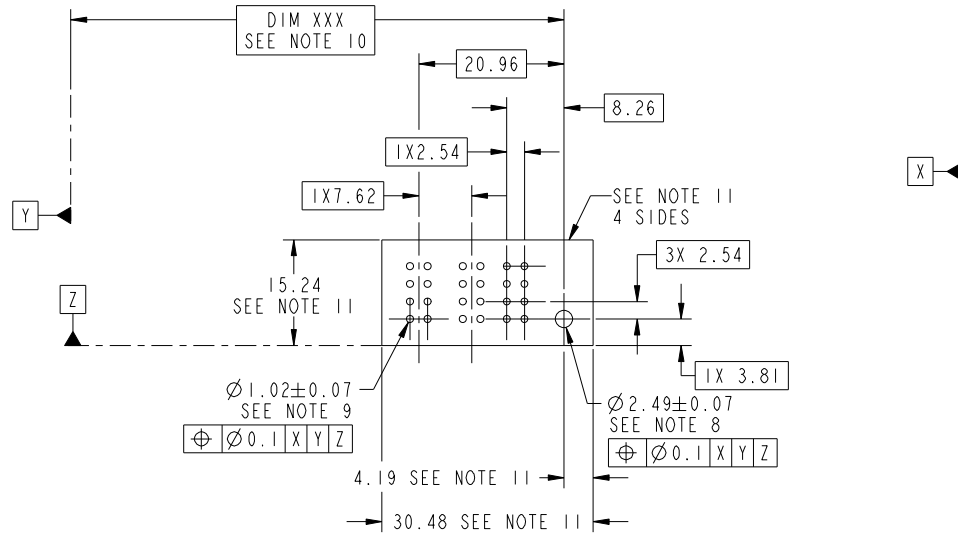 DIM XXX
SEE NOTE 10
20.96
8.26
1X2.54
X
1X7.62
SEE NOTE 11
4 SIDES
Y
3X 2.54
15.24
SEE NOTE 11
Z
1X 3.81
Ø1.02±0.07
SEE NOTE 9
⌖ Ø0.1 X Y Z
Ø2.49±0.07
SEE NOTE 8
⌖ Ø0.1 X Y Z
4.19 SEE NOTE 11
30.48 SEE NOTE 11